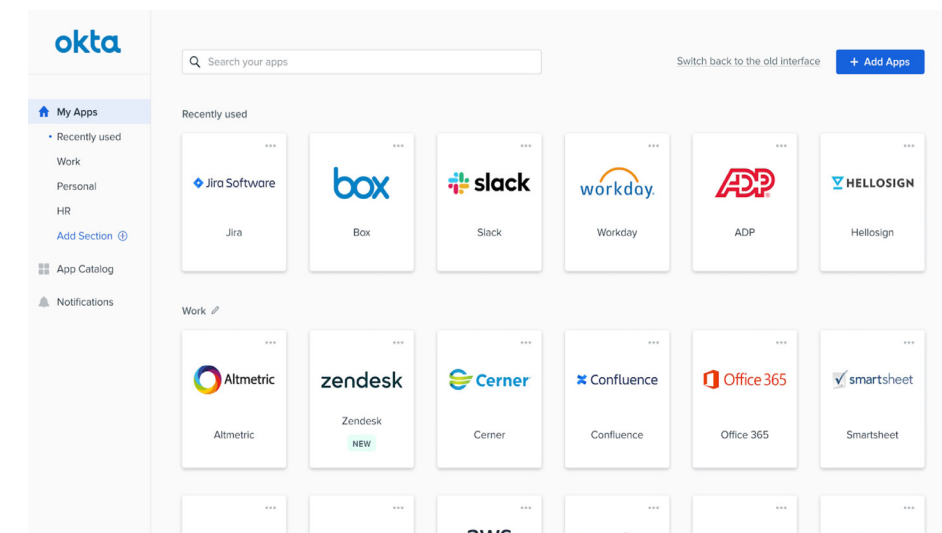 okta
Search your apps
Switch back to the old interface
+ Add Apps
My Apps
• Recently used
Work
Personal
HR
Add Section
App Catalog
Notifications
Recently used
Jira Software
box
slack
workday.
ADP
HELLOSIGN
Jira
Box
Slack
Workday
ADP
Hellosign
Work
Altmetric
zendesk
Cerner
Confluence
Office 365
smartsheet
Altmetric
Zendesk
NEW
Cerner
Confluence
Office 365
Smartsheet
aws